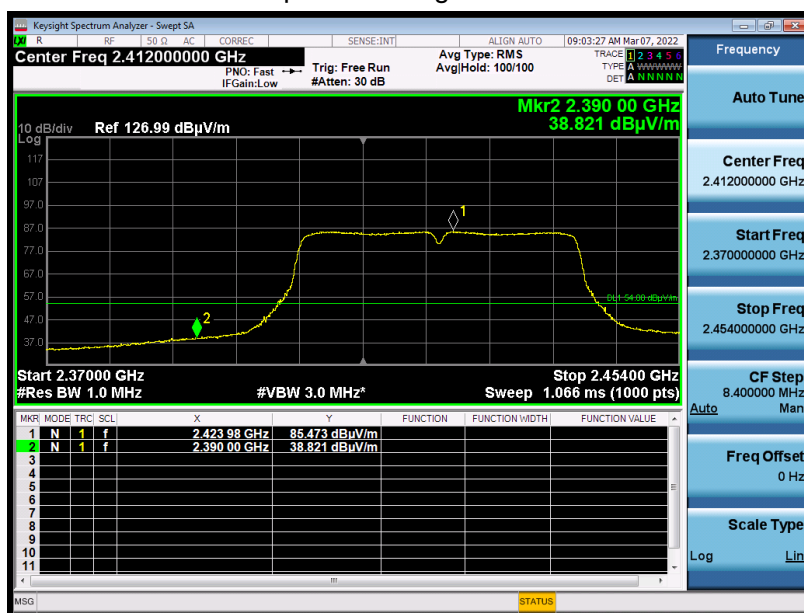 Keysight Spectrum Analyzer - Swept SA
LXI R RF 50 Ω AC CORREC SENSE:INT ALIGN AUTO 09:03:27 AM Mar 07, 2022
Center Freq 2.412000000 GHz
PNO: Fast
IFGain:Low
Trig: Free Run
#Atten: 30 dB
Avg Type: RMS
Avg|Hold: 100/100
TRACE 1 2 3 4 5 6
TYPE A WWWWW
DET A N N N N N
Mkr2 2.390 00 GHz
38.821 dBµV/m
10 dB/div Ref 126.99 dBµV/m
Log
117
107
97.0
87.0
77.0
67.0
57.0
47.0
37.0
1
2
DL1 54.00 dBµV/m
Start 2.37000 GHz Stop 2.45400 GHz
#Res BW 1.0 MHz #VBW 3.0 MHz* Sweep 1.066 ms (1000 pts)
MKR MODE TRC SCL X Y FUNCTION FUNCTION WIDTH FUNCTION VALUE
1 N 1 f 2.423 98 GHz 85.473 dBµV/m
2 N 1 f 2.390 00 GHz 38.821 dBµV/m
3
4
5
6
7
8
9
10
11
MSG STATUS
Frequency
Auto Tune
Center Freq
2.412000000 GHz
Start Freq
2.370000000 GHz
Stop Freq
2.454000000 GHz
CF Step
8.400000 MHz
Auto Man
Freq Offset
0 Hz
Scale Type
Log Lin